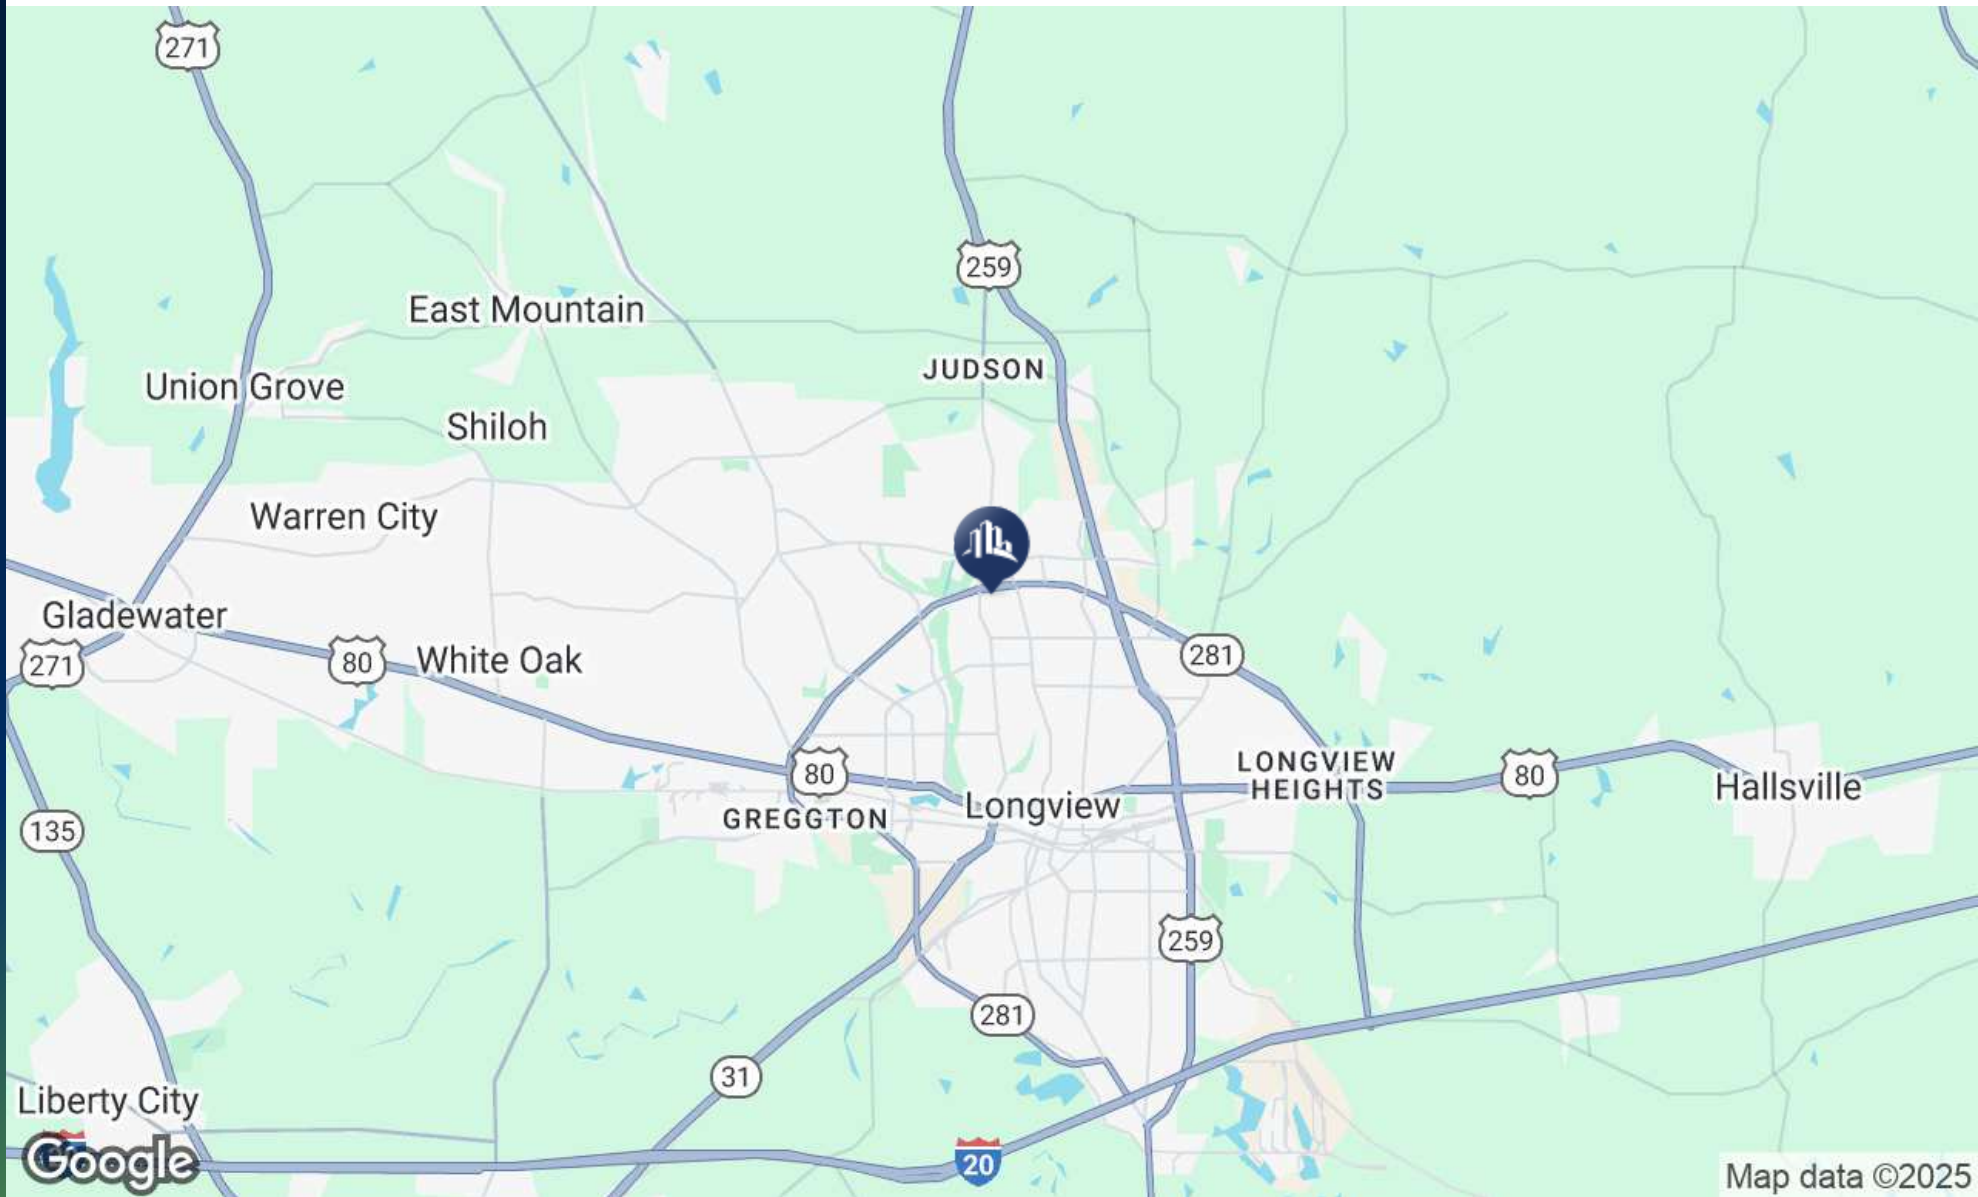 271
259
East Mountain
JUDSON
Union Grove
Shiloh
Warren City
Gladewater
271
80
White Oak
281
80
LONGVIEW
HEIGHTS
80
Hallsville
Longview
GREGGTON
135
259
281
31
Liberty City
20
Google
Map data ©2025